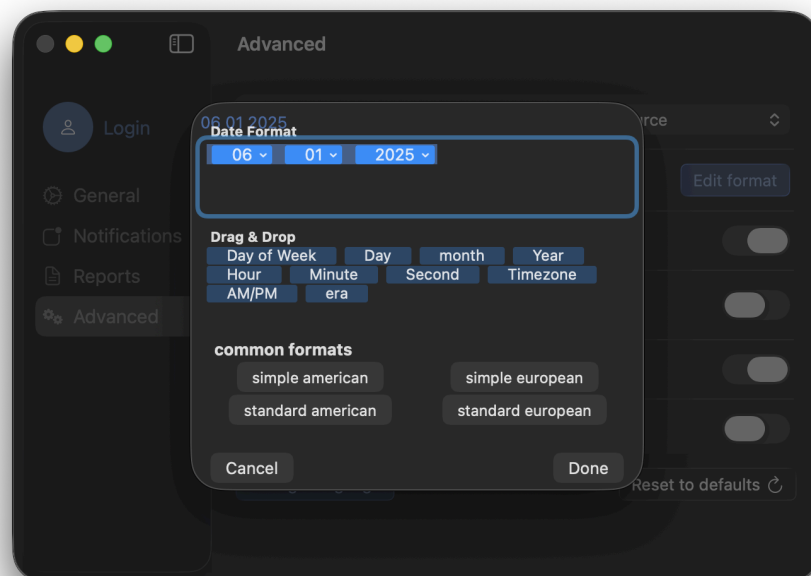 Advanced
Login
General
Notifications
Reports
Advanced
06 01 2025
Date Format
06 01 2025
Drag & Drop
Day of Week Day month Year
Hour Minute Second Timezone
AM/PM era
common formats
simple american simple european
standard american standard european
Cancel Done
Edit format
Reset to defaults